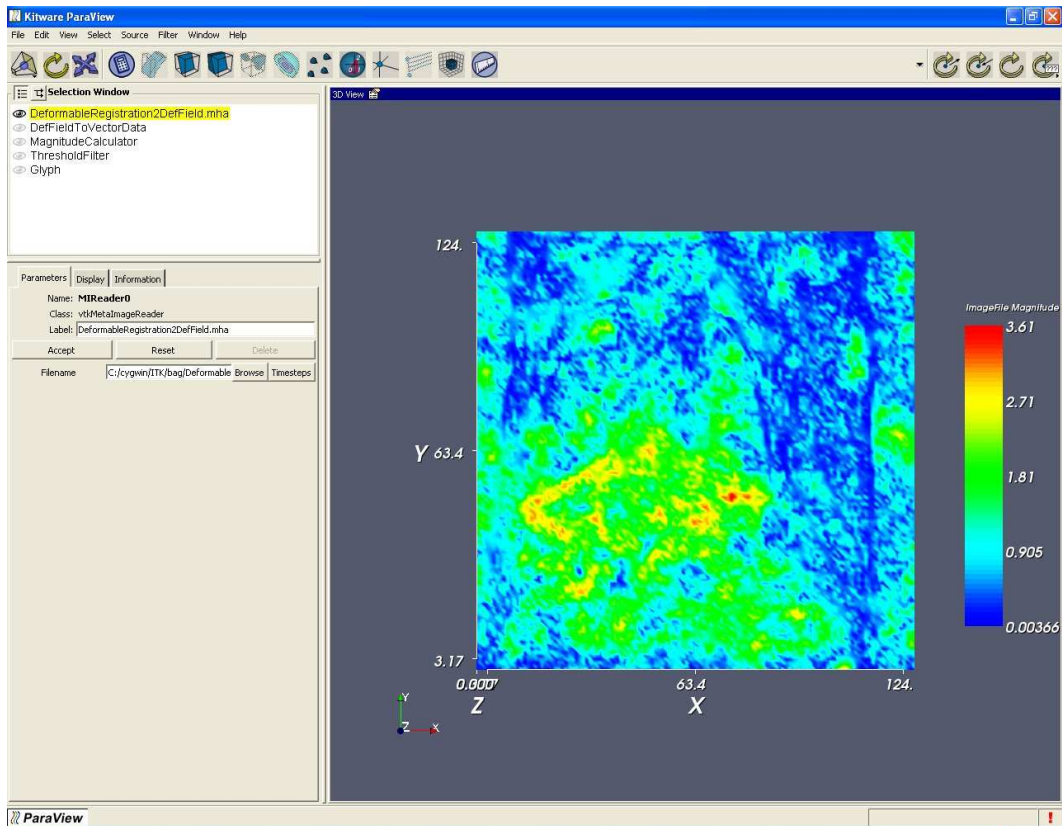 Kitware ParaView
File Edit View Select Source Filter Window Help
Selection Window
DeformableRegistration2DefField.mha
DefFieldToVectorData
MagnitudeCalculator
ThresholdFilter
Glyph
Parameters Display Information
Name: MIReader0
Class: vtkMetaImageReader
Label: DeformableRegistration2DefField.mha
Accept Reset Delete
Filename C:/cygwin/ITK/bag/Deformable Browse Timesteps
3D View
124.
Y 63.4
3.17
63.4 124.
Z X
Y
Z X
ImageFile Magnitude
3.61
2.71
1.81
0.905
0.00366
ParaView
!